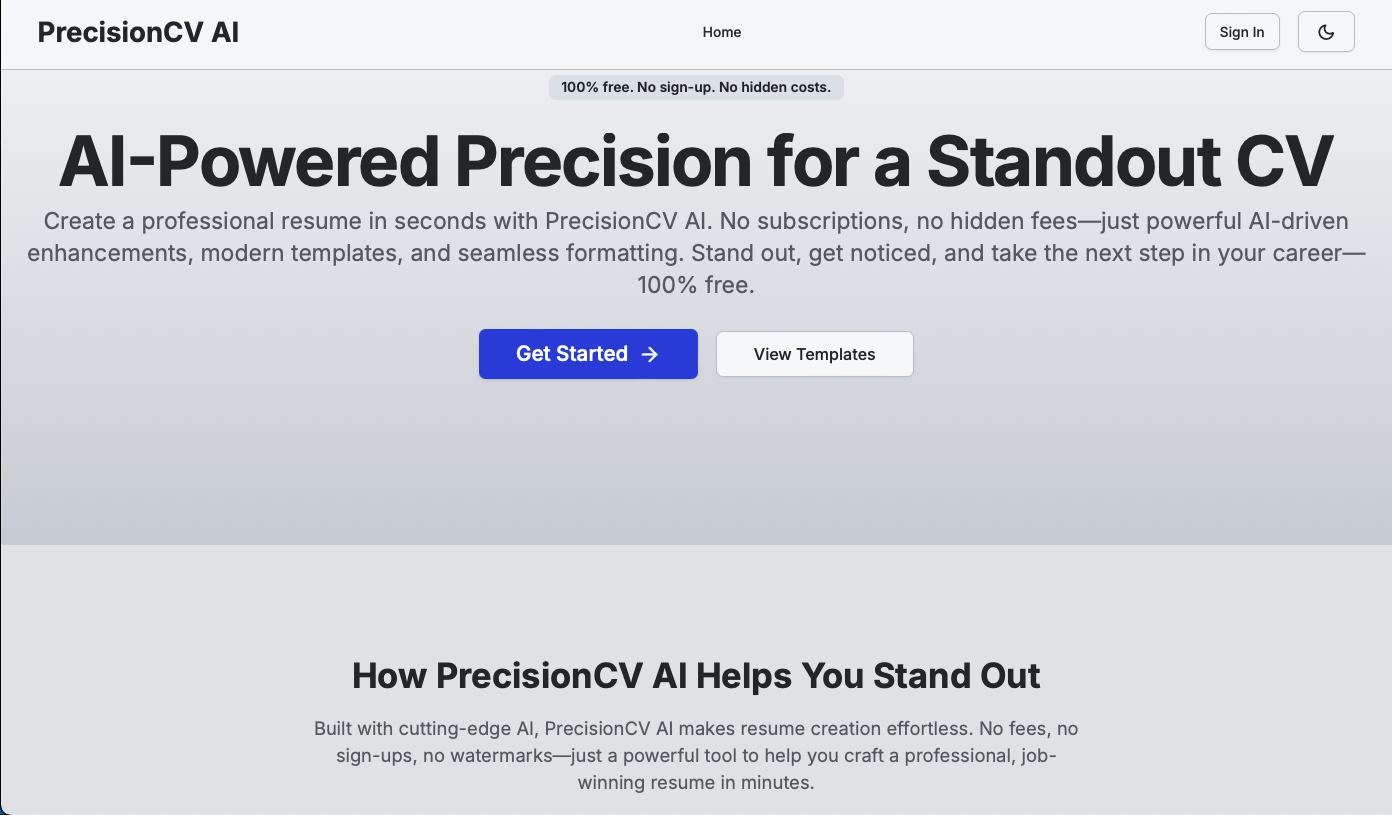 PrecisionCV AI
Home
Sign In
100% free. No sign-up. No hidden costs.
AI-Powered Precision for a Standout CV
Create a professional resume in seconds with PrecisionCV AI. No subscriptions, no hidden fees—just powerful AI-driven
enhancements, modern templates, and seamless formatting. Stand out, get noticed, and take the next step in your career—
100% free.
Get Started
View Templates
How PrecisionCV AI Helps You Stand Out
Built with cutting-edge AI, PrecisionCV AI makes resume creation effortless. No fees, no
sign-ups, no watermarks—just a powerful tool to help you craft a professional, job-
winning resume in minutes.